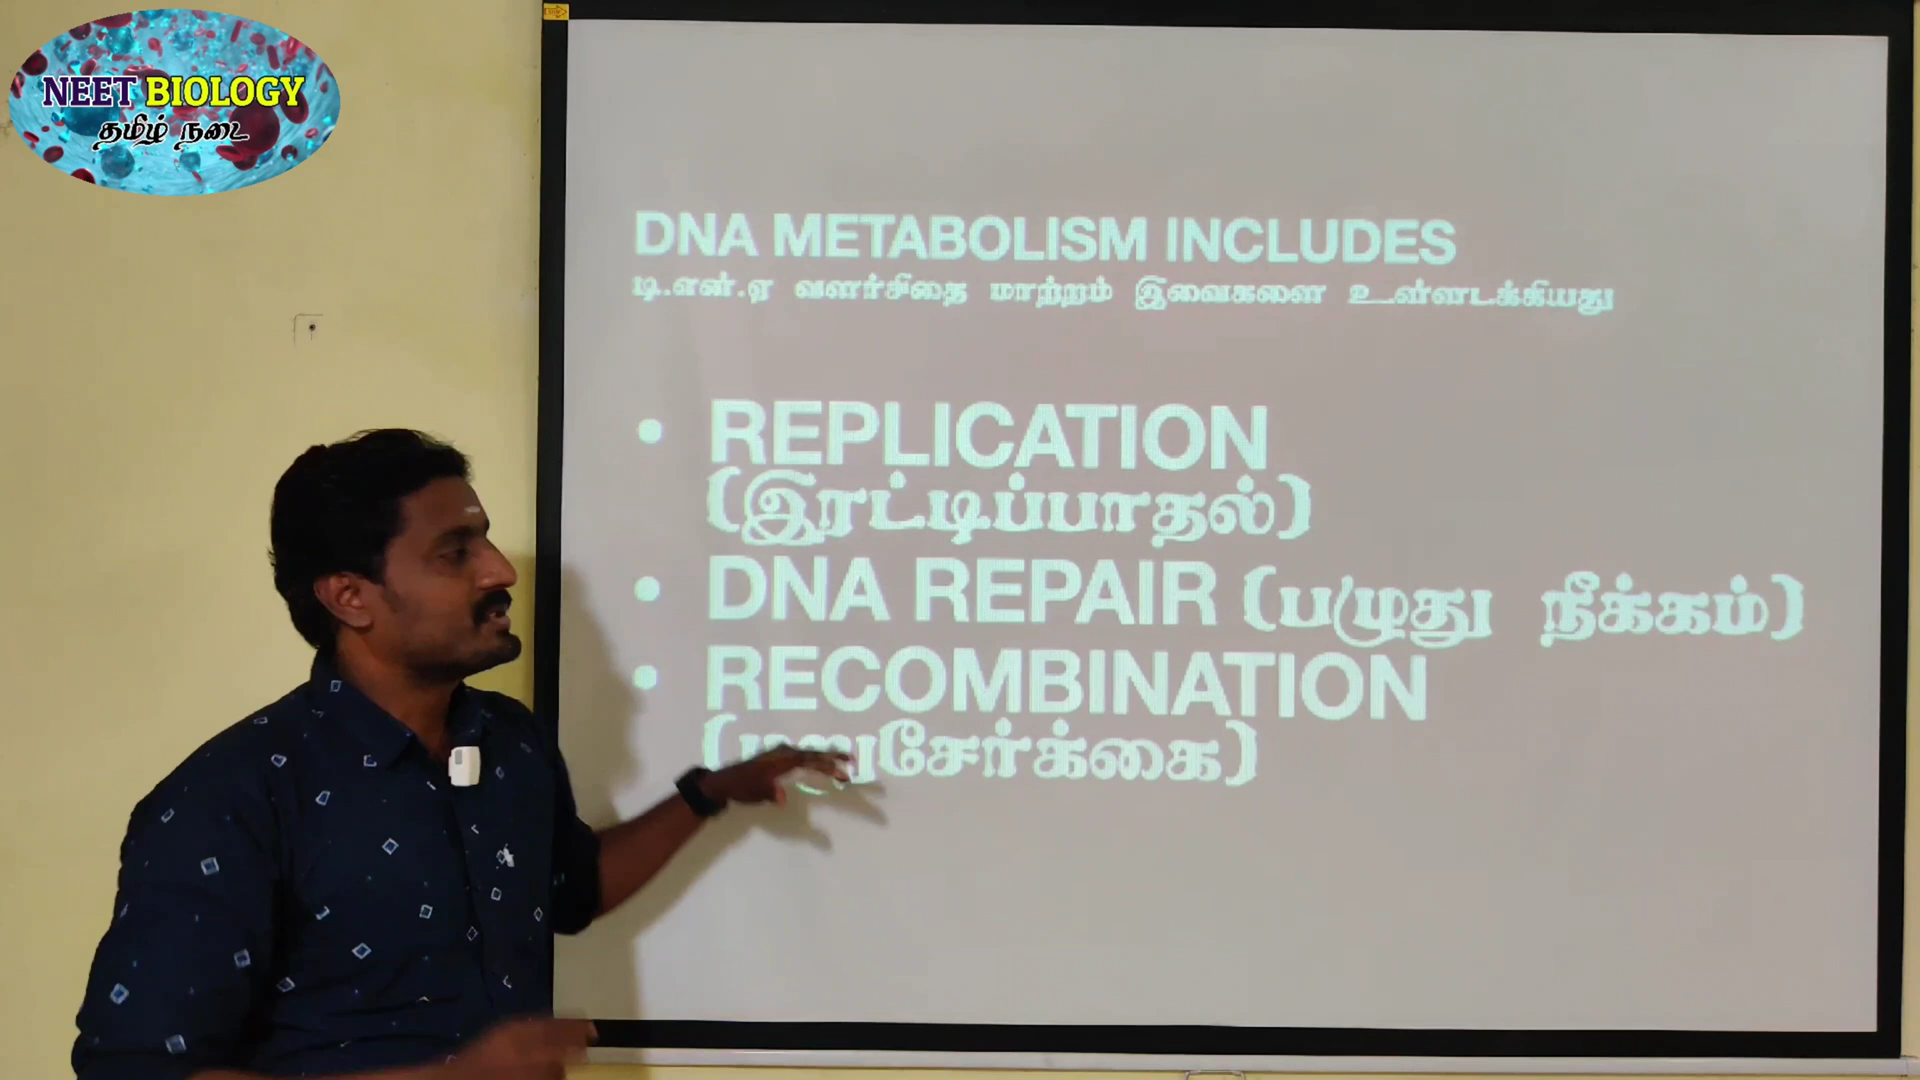 NEET BIOLOGY
தமிழ் நடை
DNA METABOLISM INCLUDES
டி.என்.ஏ வளர்சிதை மாற்றம் இவைகளை உள்ளடக்கியது
• REPLICATION
(இரட்டிப்பாதல்)
• DNA REPAIR (பழுது நீக்கம்)
• RECOMBINATION